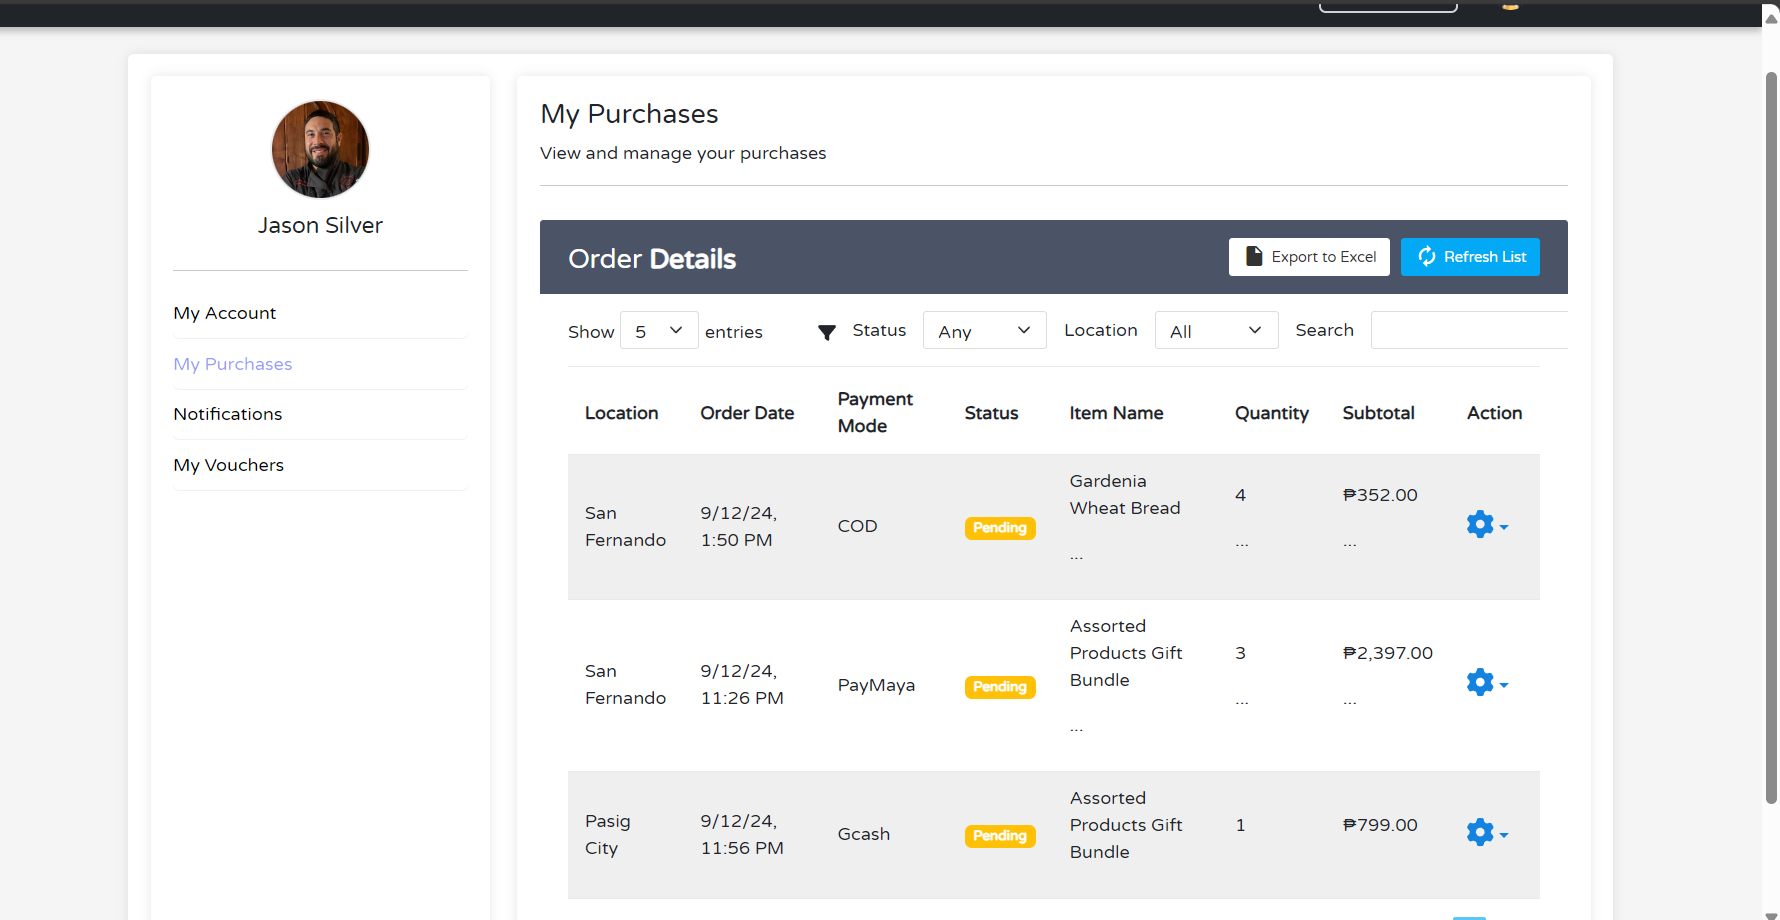 Jason Silver
My Account
My Purchases
Notifications
My Vouchers
My Purchases
View and manage your purchases
Order Details
Export to Excel
Refresh List
Show 5 entries
Status Any
Location All
Search
Location Order Date Payment Mode Status Item Name Quantity Subtotal Action
San Fernando 9/12/24, 1:50 PM COD Pending Gardenia Wheat Bread 4 ₱352.00
... ... ...
San Fernando 9/12/24, 11:26 PM PayMaya Pending Assorted Products Gift Bundle 3 ₱2,397.00
... ... ...
Pasig City 9/12/24, 11:56 PM Gcash Pending Assorted Products Gift Bundle 1 ₱799.00